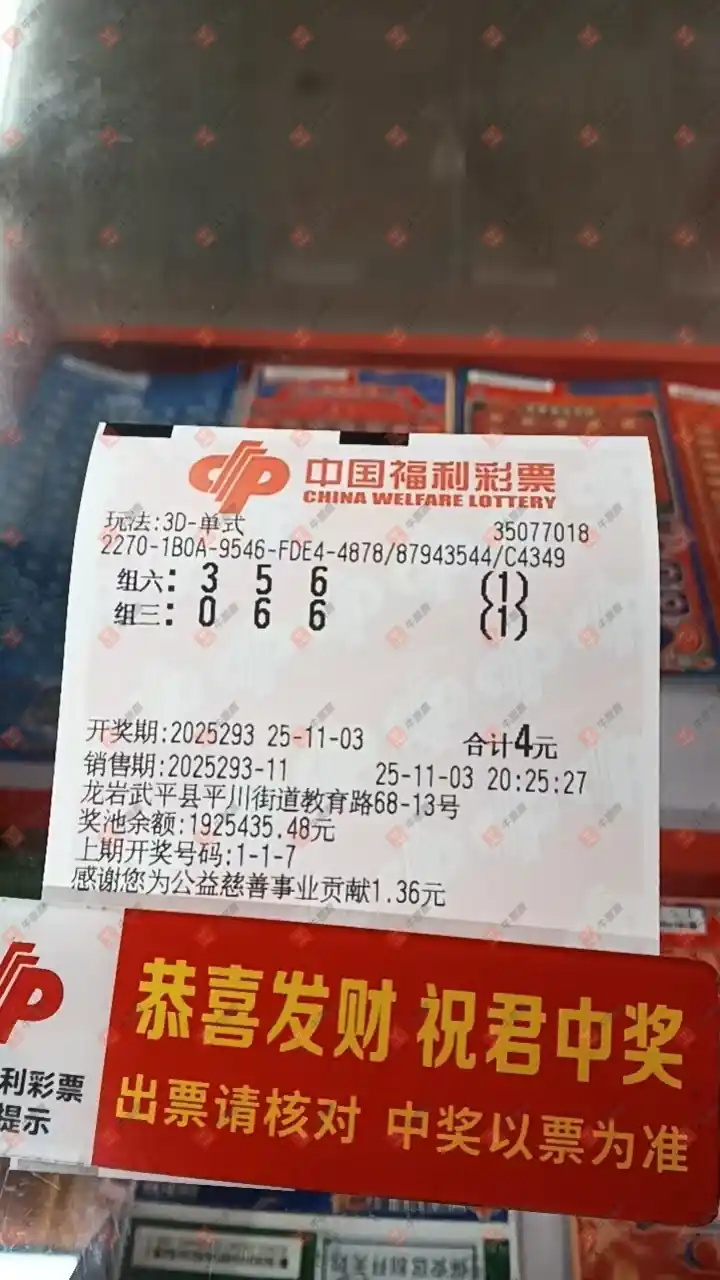 中国福利彩票
CHINA WELFARE LOTTERY
玩法:3D-单式 35077018
2270-1B0A-9546-FDE4-4878/87943544/C4349
组六: 3 5 6 (1)
组三: 0 6 6 (1)
开奖期:2025293 25-11-03 合计4元
销售期:2025293-11 25-11-03 20:25:27
龙岩武平县平川街道教育路68-13号
奖池余额:1925435.48元
上期开奖号码:1-1-7
感谢您为公益慈善事业贡献1.36元
恭喜发财 祝君中奖
出票请核对 中奖以票为准
利彩票
提示